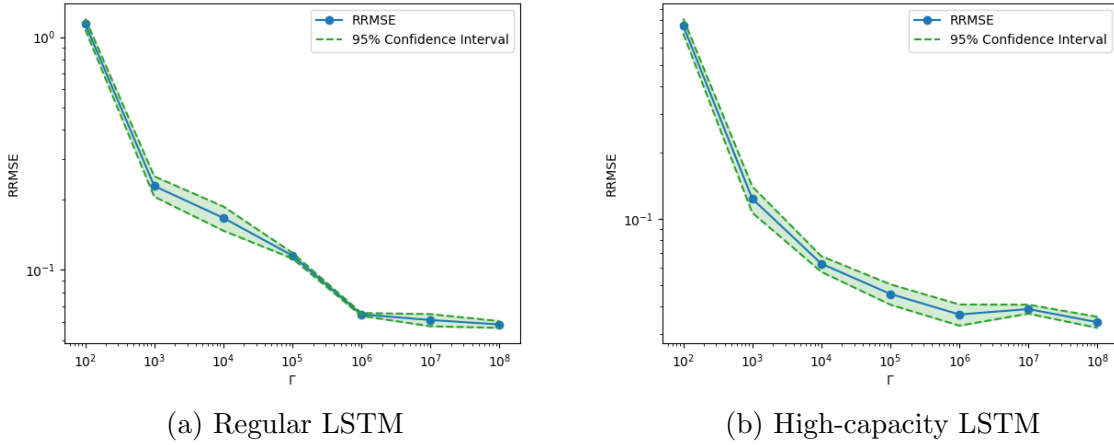 RRMSE
95% Confidence Interval
10⁰
10⁻¹
RRMSE
10² 10³ 10⁴ 10⁵ 10⁶ 10⁷ 10⁸
Γ
(a) Regular LSTM
RRMSE
95% Confidence Interval
10⁻¹
RRMSE
10² 10³ 10⁴ 10⁵ 10⁶ 10⁷ 10⁸
Γ
(b) High-capacity LSTM